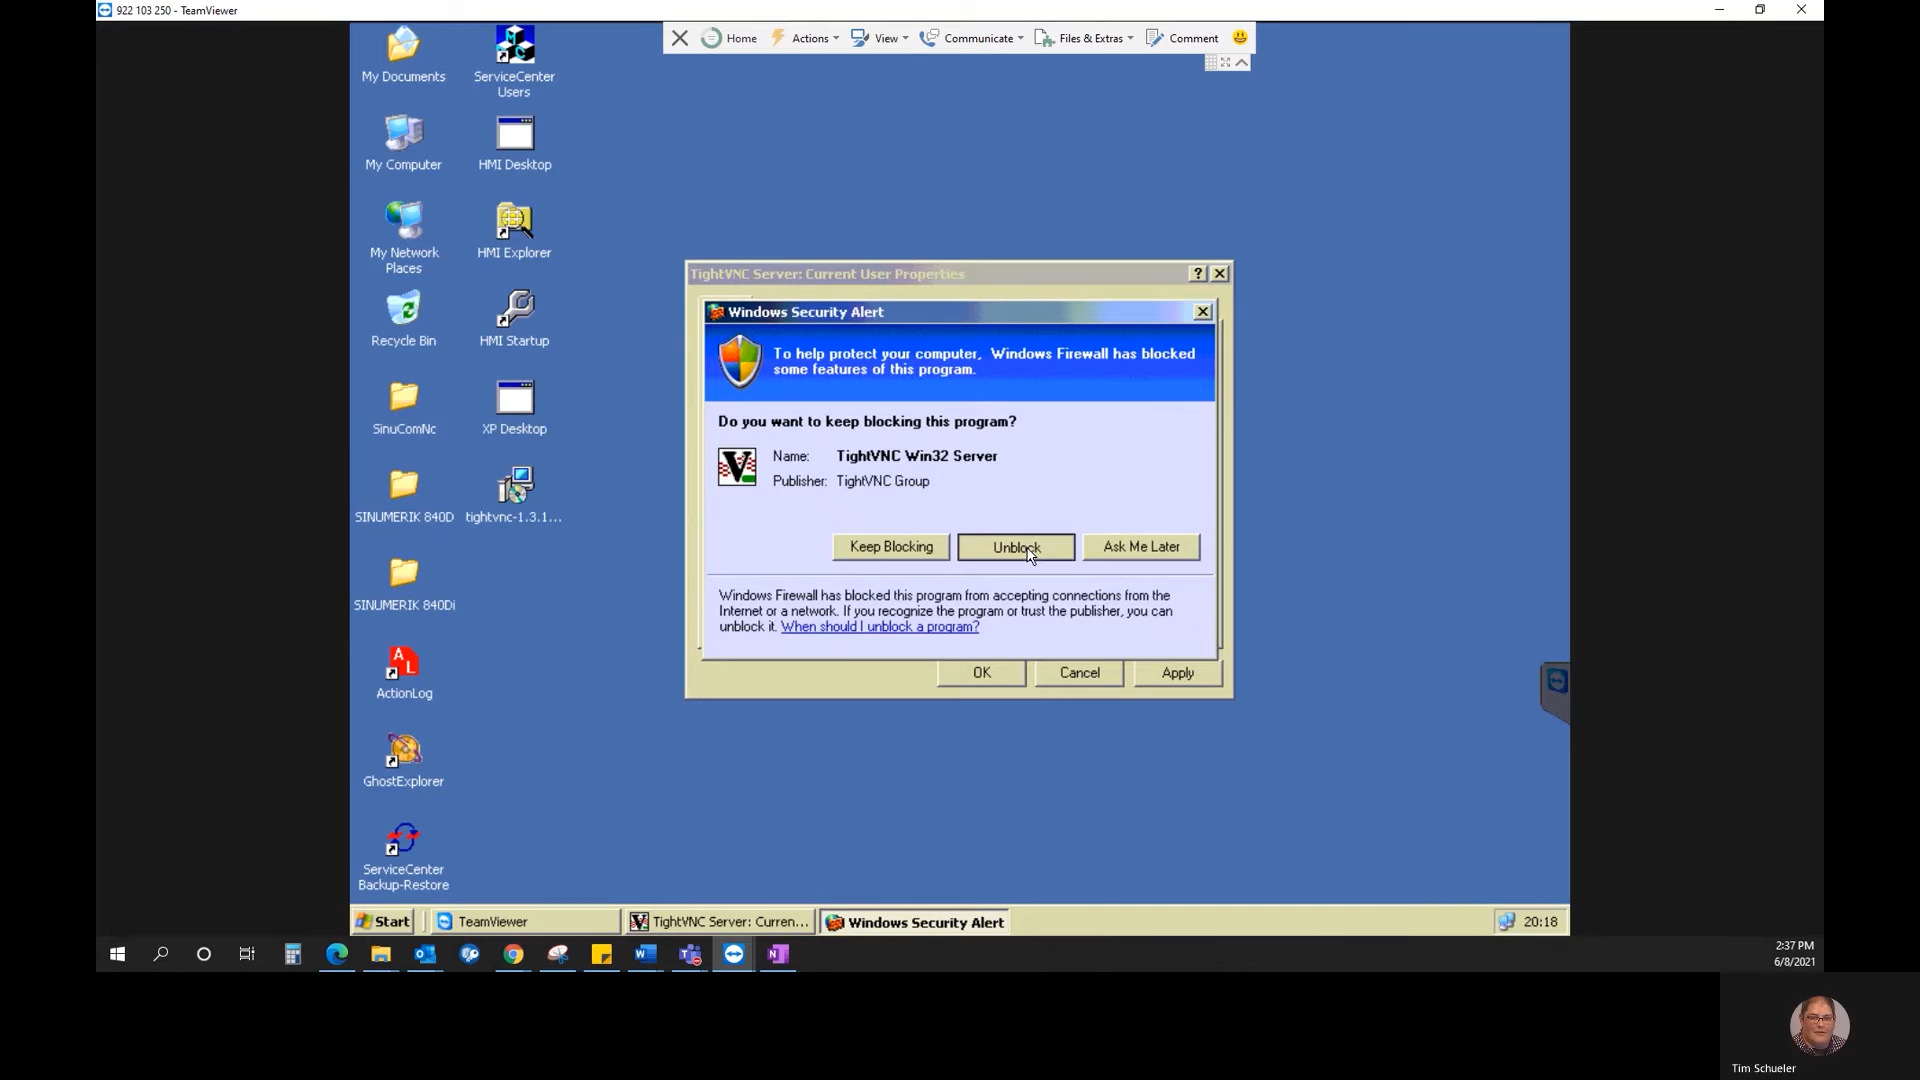 922 103 250 - TeamViewer
Home
Actions
View
Communicate
Files & Extras
Comment
My Documents
ServiceCenter
Users
My Computer
HMI Desktop
My Network
Places
HMI Explorer
Recycle Bin
HMI Startup
SinuComNc
XP Desktop
SINUMERIK 840D
tightvnc-1.3.1...
SINUMERIK 840Di
ActionLog
GhostExplorer
ServiceCenter
Backup-Restore
TightVNC Server: Current User Properties
Windows Security Alert
To help protect your computer, Windows Firewall has blocked
some features of this program.
Do you want to keep blocking this program?
Name: TightVNC Win32 Server
Publisher: TightVNC Group
Keep Blocking
Unblock
Ask Me Later
Windows Firewall has blocked this program from accepting connections from the
Internet or a network. If you recognize the program or trust the publisher, you can
unblock it. When should I unblock a program?
OK
Cancel
Apply
Start
TeamViewer
TightVNC Server: Curren...
Windows Security Alert
20:18
2:37 PM
6/8/2021
Tim Schueler